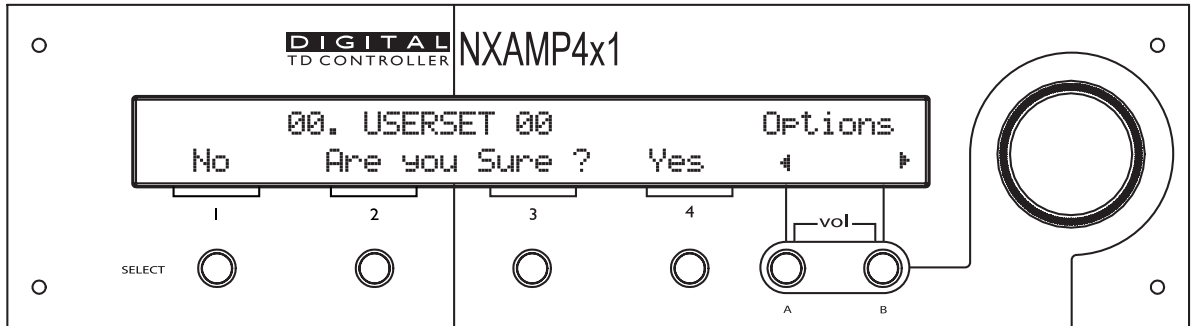 DIGITAL
TD CONTROLLER
NXAMP4x1
00. USERSET 00 Options
No Are you Sure ? Yes
1 2 3 4
vol
SELECT
A B